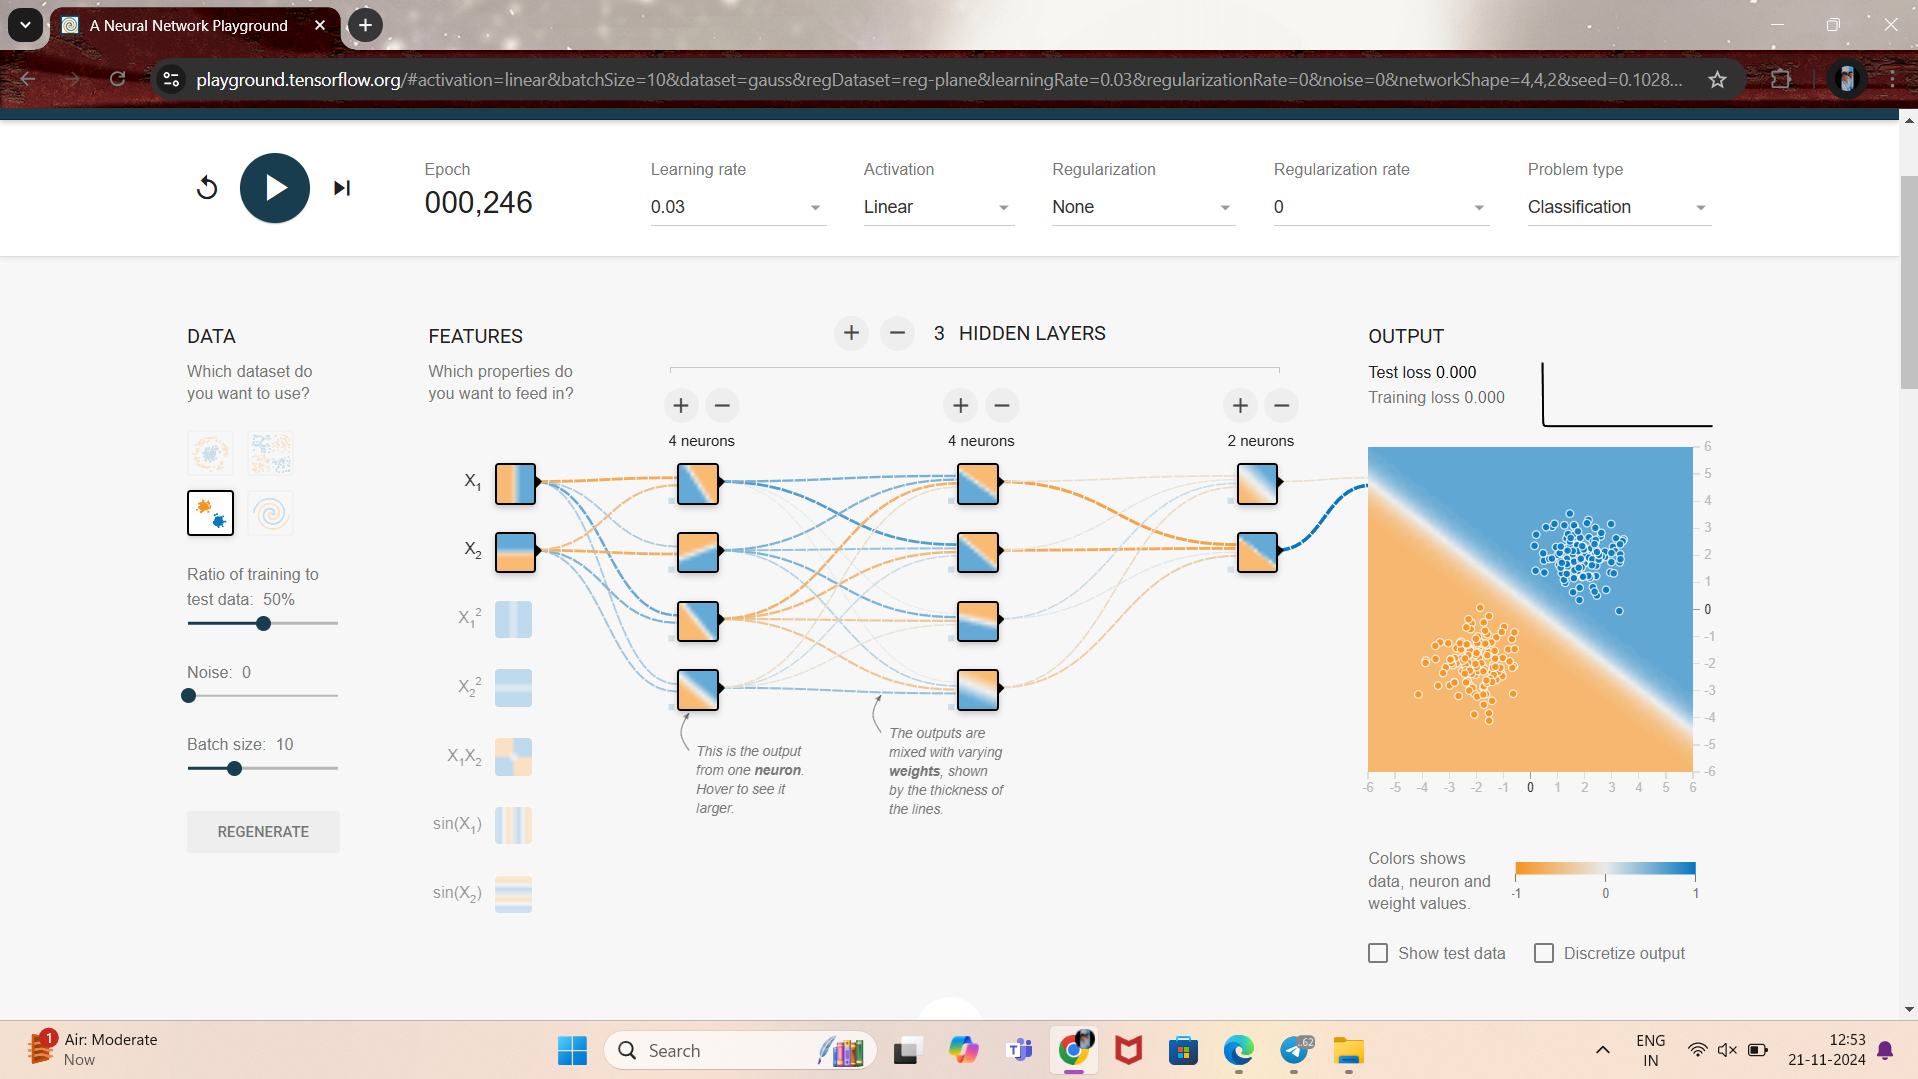 A Neural Network Playground
playground.tensorflow.org/#activation=linear&batchSize=10&dataset=gauss&regDataset=reg-plane&learningRate=0.03&regularizationRate=0&noise=0&networkShape=4,4,2&seed=0.1028...
Epoch
000,246
Learning rate
0.03
Activation
Linear
Regularization
None
Regularization rate
0
Problem type
Classification
DATA
Which dataset do
you want to use?
Ratio of training to
test data: 50%
Noise: 0
Batch size: 10
REGENERATE
FEATURES
Which properties do
you want to feed in?
X1
X2
X1²
X2²
X1X2
sin(X1)
sin(X2)
+ − 3 HIDDEN LAYERS
+ −
4 neurons
+ −
4 neurons
+ −
2 neurons
This is the output
from one neuron.
Hover to see it
larger.
The outputs are
mixed with varying
weights, shown
by the thickness of
the lines.
OUTPUT
Test loss 0.000
Training loss 0.000
6
5
4
3
2
1
0
-1
-2
-3
-4
-5
-6
-6 -5 -4 -3 -2 -1 0 1 2 3 4 5 6
Colors shows
data, neuron and
weight values.
-1 0 1
Show test data
Discretize output
1
Air: Moderate
Now
Search
62
ENG
IN
12:53
21-11-2024